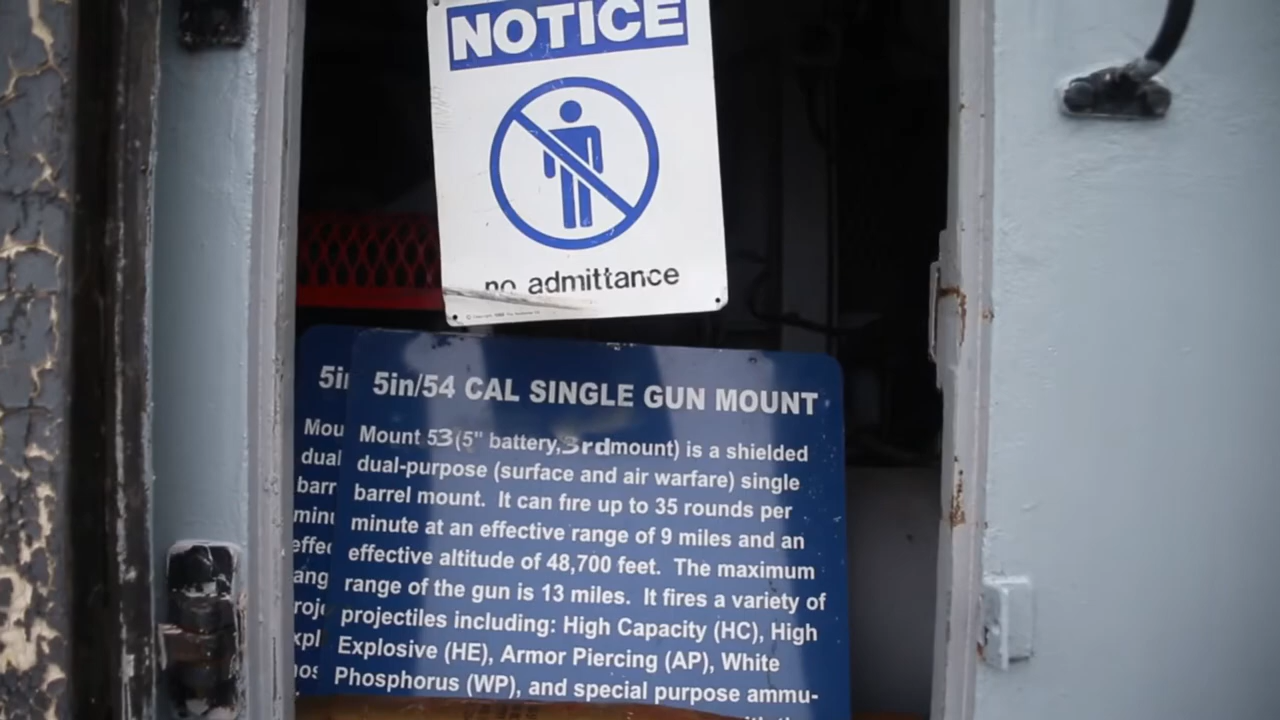 NOTICE
no admittance
5in/54 CAL SINGLE GUN MOUNT
Mount 53 (5" battery, 3rd mount) is a shielded
dual-purpose (surface and air warfare) single
barrel mount. It can fire up to 35 rounds per
minute at an effective range of 9 miles and an
effective altitude of 48,700 feet. The maximum
range of the gun is 13 miles. It fires a variety of
projectiles including: High Capacity (HC), High
Explosive (HE), Armor Piercing (AP), White
Phosphorus (WP), and special purpose ammu-